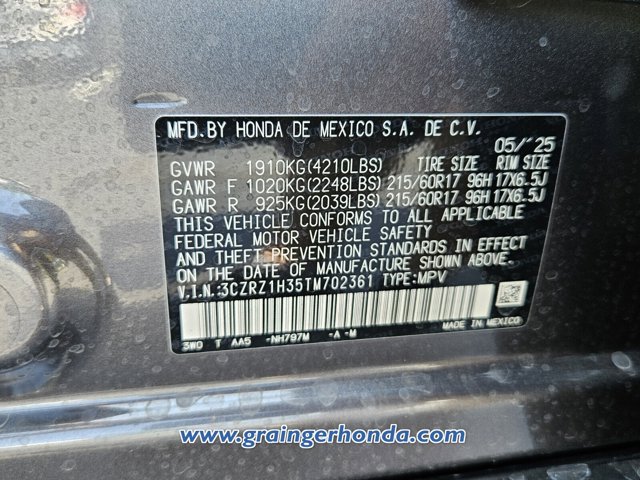 MFD.BY HONDA DE MEXICO S.A. DE C.V.
05/'25
GVWR 1910KG(4210LBS) TIRE SIZE RIM SIZE
GAWR F 1020KG(2248LBS) 215/60R17 96H 17X6.5J
GAWR R 925KG(2039LBS) 215/60R17 96H 17X6.5J
THIS VEHICLE CONFORMS TO ALL APPLICABLE
FEDERAL MOTOR VEHICLE SAFETY
AND THEFT PREVENTION STANDARDS IN EFFECT
ON THE DATE OF MANUFACTURE SHOWN ABOVE.
V.I.N.:3CZRZ1H35TM702361 TYPE:MPV
3W0 T AA5 -NH797M -A -M MADE IN MEXICO
www.graingerhonda.com